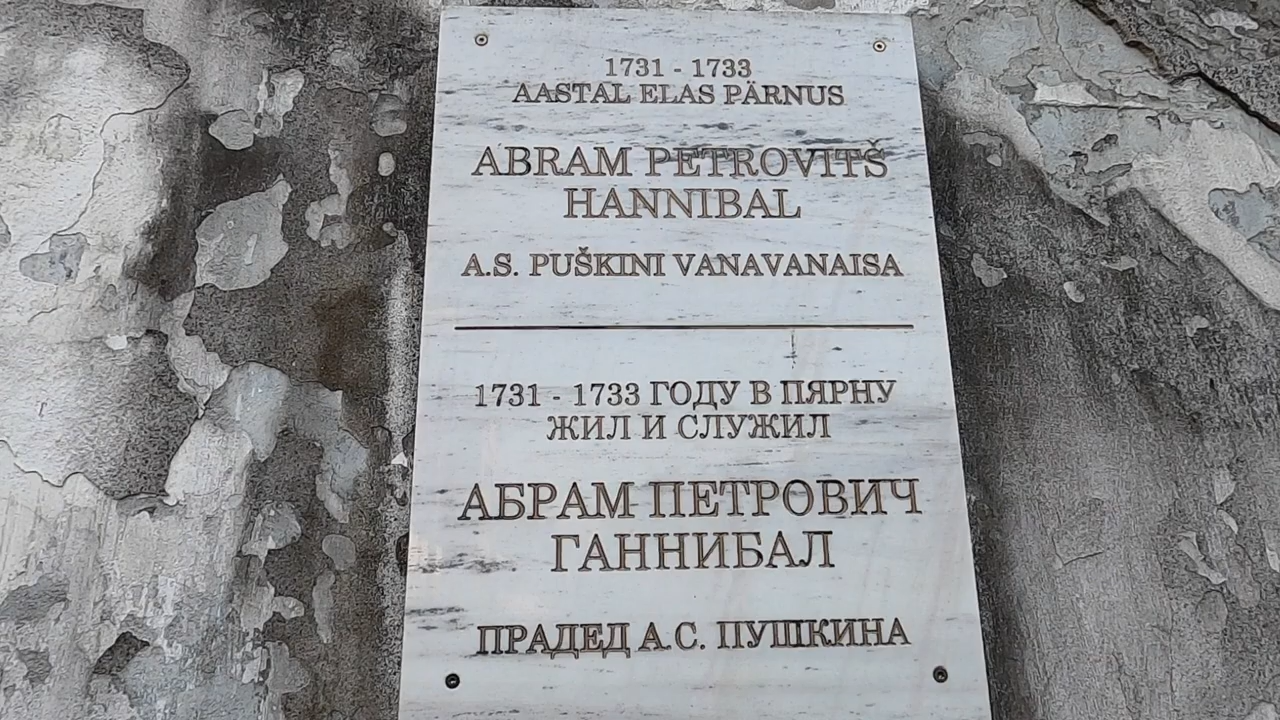 1731 - 1733
AASTAL ELAS PÄRNUS
ABRAM PETROVITŠ
HANNIBAL
A.S. PUŠKINI VANAVANAISA
1731 - 1733 ГОДУ В ПЯРНУ
ЖИЛ И СЛУЖИЛ
АБРАМ ПЕТРОВИЧ
ГАННИБАЛ
ПРАДЕД А.С. ПУШКИНА